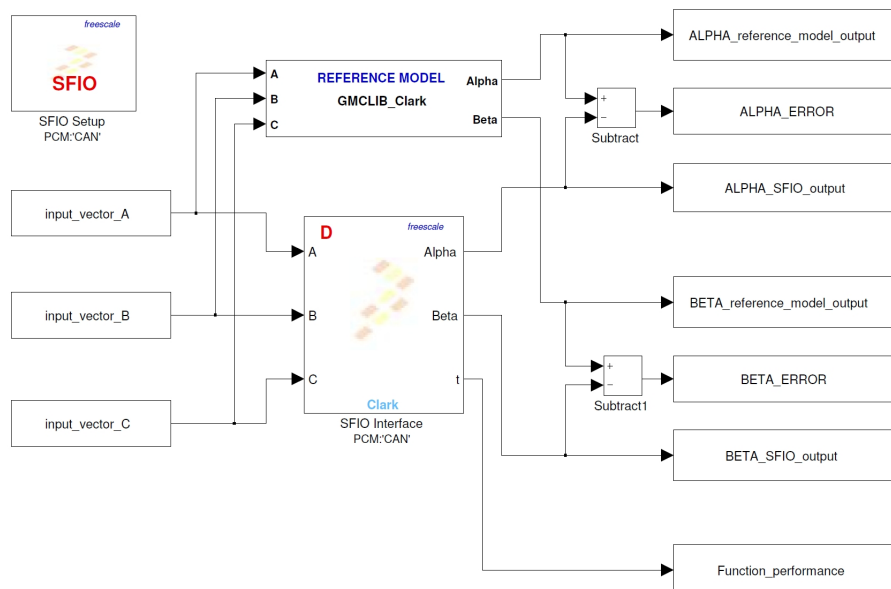 freescale
SFIO
SFIO Setup
PCM:'CAN'
A
B
C
REFERENCE MODEL
GMCLIB_Clark
Alpha
Beta
ALPHA_reference_model_output
+
−
Subtract
ALPHA_ERROR
ALPHA_SFIO_output
input_vector_A
input_vector_B
input_vector_C
D
freescale
A
B
C
Alpha
Beta
t
Clark
SFIO Interface
PCM:'CAN'
BETA_reference_model_output
+
−
Subtract1
BETA_ERROR
BETA_SFIO_output
Function_performance